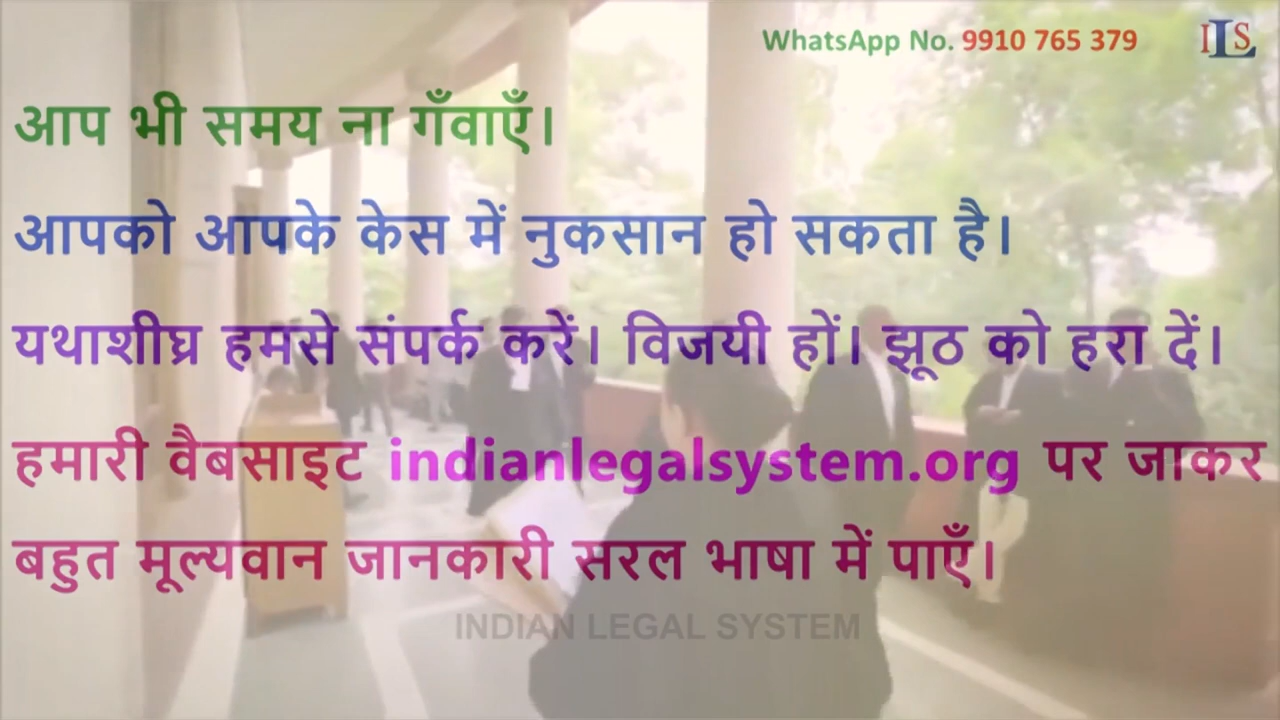 WhatsApp No. 9910 765 379
ILS
आप भी समय ना गँवाएँ।
आपको आपके केस में नुकसान हो सकता है।
यथाशीघ्र हमसे संपर्क करें। विजयी हों। झूठ को हरा दें।
हमारी वैबसाइट indianlegalsystem.org पर जाकर
बहुत मूल्यवान जानकारी सरल भाषा में पाएँ।
INDIAN LEGAL SYSTEM